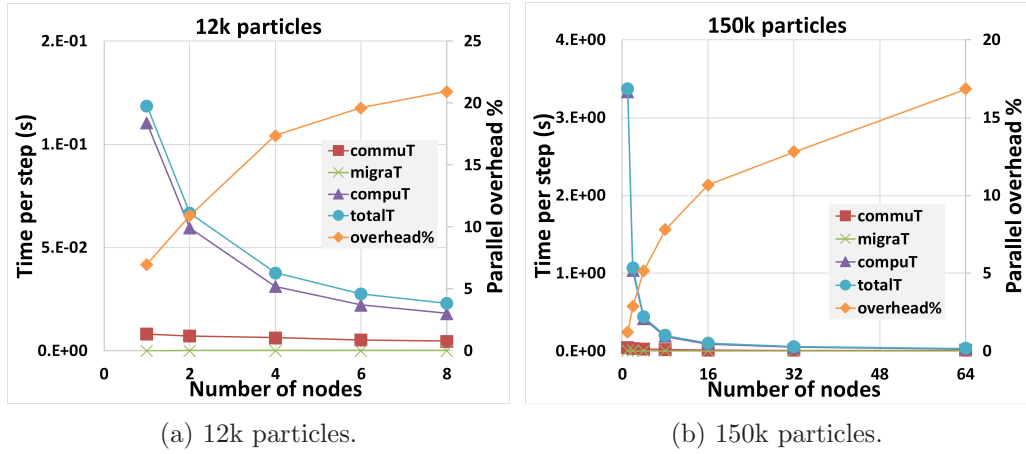 12k particles
2.E-01
1.E-01
5.E-02
0.E+00
Time per step (s)
25
20
15
10
5
0
Parallel overhead %
commuT
migraT
compuT
totalT
overhead%
0 2 4 6 8
Number of nodes
(a) 12k particles.
150k particles
4.E+00
3.E+00
2.E+00
1.E+00
0.E+00
Time per step (s)
20
15
10
5
0
Parallel overhead %
commuT
migraT
compuT
totalT
overhead%
0 16 32 48 64
Number of nodes
(b) 150k particles.